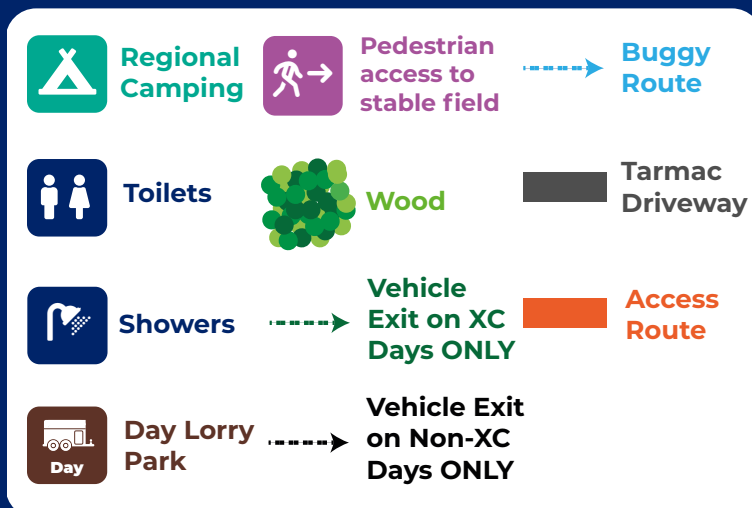 Regional
Camping
Pedestrian
access to
stable field
Buggy
Route
Toilets
Wood
Tarmac
Driveway
Showers
Vehicle
Exit on XC
Days ONLY
Access
Route
Day
Day Lorry
Park
Vehicle Exit
on Non-XC
Days ONLY